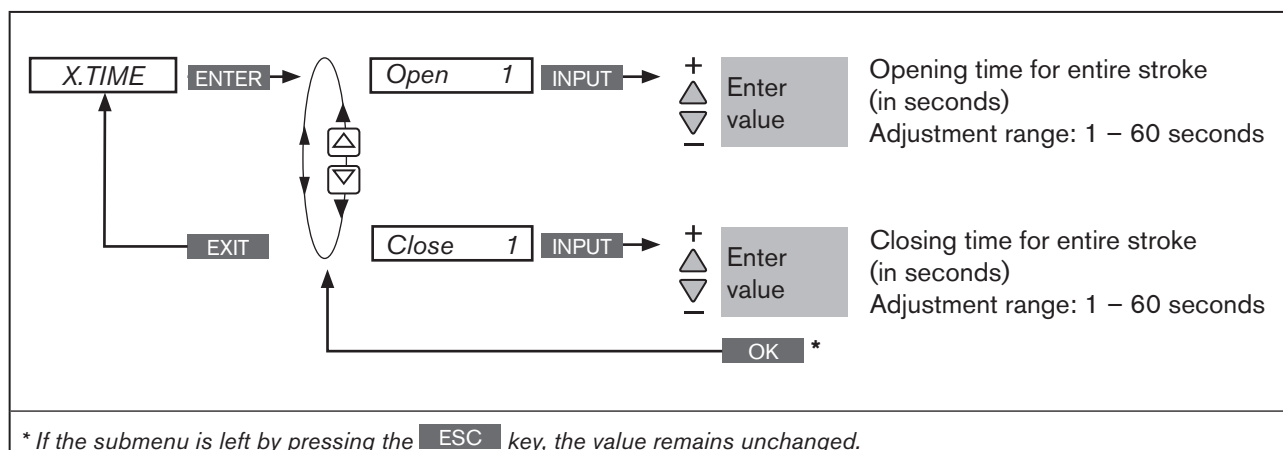 X.TIME ENTER Open 1 INPUT + Enter value – Opening time for entire stroke
(in seconds)
Adjustment range: 1 – 60 seconds
EXIT Close 1 INPUT + Enter value – Closing time for entire stroke
(in seconds)
Adjustment range: 1 – 60 seconds
OK *
* If the submenu is left by pressing the ESC key, the value remains unchanged.